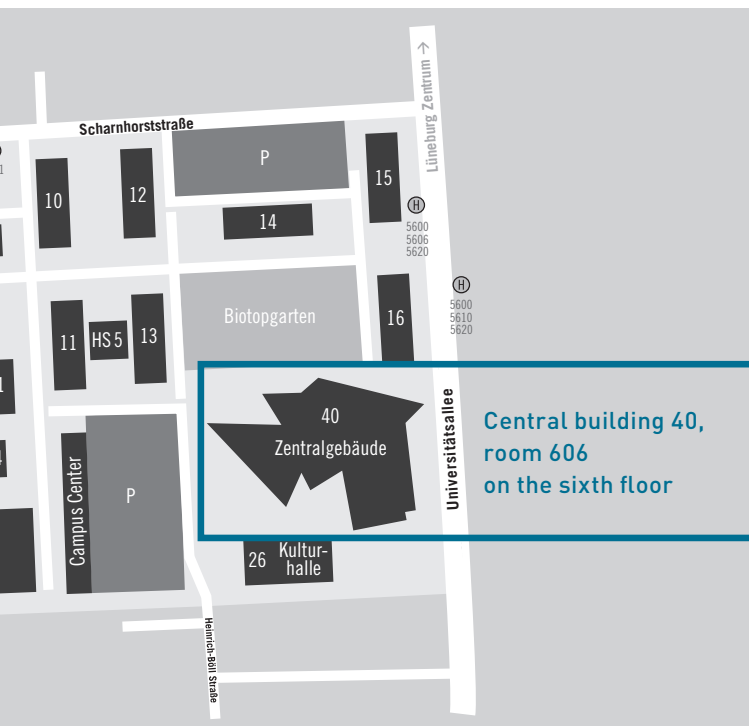 Lüneburg Zentrum →
Scharnhorststraße
10
12
P
15
14
H
5600
5606
5620
H
5600
5610
5620
Biotopgarten
16
11
HS 5
13
40
Zentralgebäude
Universitätsallee
Central building 40,
room 606
on the sixth floor
Campus Center
P
26 Kultur-
halle
Heinrich-Böll Straße